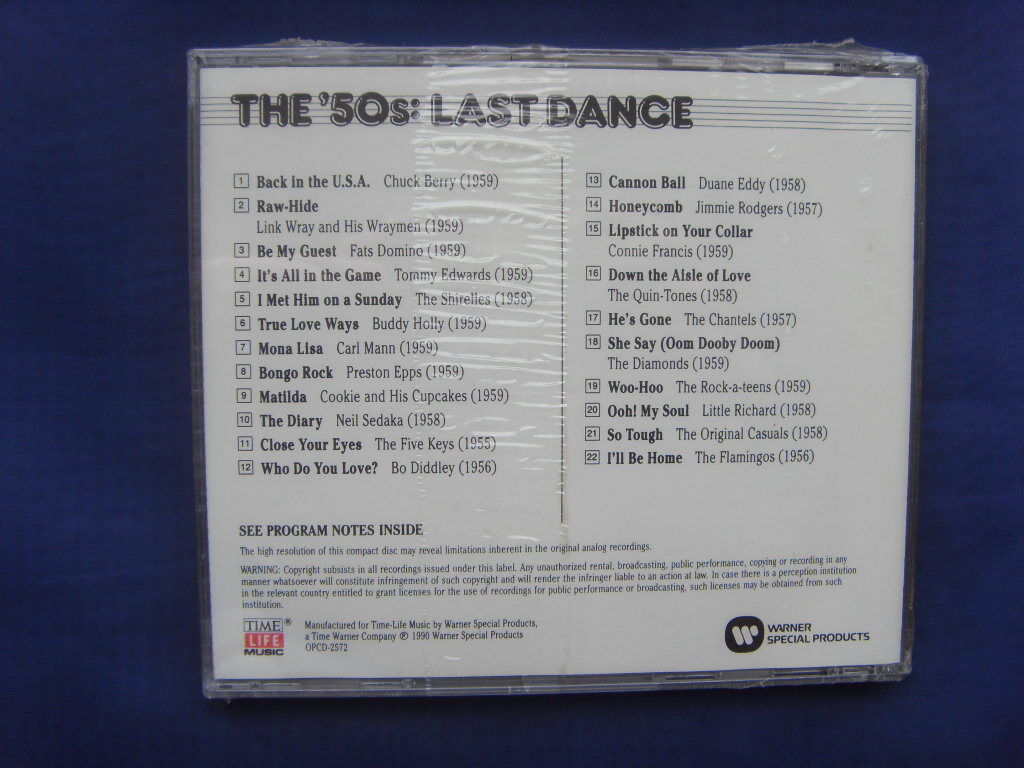 THE '50s: LAST DANCE
1 Back in the U.S.A. Chuck Berry (1959)
2 Raw-Hide
Link Wray and His Wraymen (1959)
3 Be My Guest Fats Domino (1959)
4 It's All in the Game Tommy Edwards (1959)
5 I Met Him on a Sunday The Shirelles (1958)
6 True Love Ways Buddy Holly (1959)
7 Mona Lisa Carl Mann (1959)
8 Bongo Rock Preston Epps (1959)
9 Matilda Cookie and His Cupcakes (1959)
10 The Diary Neil Sedaka (1958)
11 Close Your Eyes The Five Keys (1955)
12 Who Do You Love? Bo Diddley (1956)
13 Cannon Ball Duane Eddy (1958)
14 Honeycomb Jimmie Rodgers (1957)
15 Lipstick on Your Collar
Connie Francis (1959)
16 Down the Aisle of Love
The Quin-Tones (1958)
17 He's Gone The Chantels (1957)
18 She Say (Oom Dooby Doom)
The Diamonds (1959)
19 Woo-Hoo The Rock-a-teens (1959)
20 Ooh! My Soul Little Richard (1958)
21 So Tough The Original Casuals (1958)
22 I'll Be Home The Flamingos (1956)
SEE PROGRAM NOTES INSIDE
The high resolution of this compact disc may reveal limitations inherent in the original analog recordings.
WARNING: Copyright subsists in all recordings issued under this label. Any unauthorized rental, broadcasting, public performance, copying or recording in any
manner whatsoever will constitute infringement of such copyright and will render the infringer liable to an action at law. In case there is a perception institution
in the relevant country entitled to grant licenses for the use of recordings for public performance or broadcasting, such licenses may be obtained from such
institution.
TIME ®
LIFE
MUSIC
Manufactured for Time-Life Music by Warner Special Products,
a Time Warner Company ℗ 1990 Warner Special Products
OPCD-2572
WARNER
SPECIAL PRODUCTS